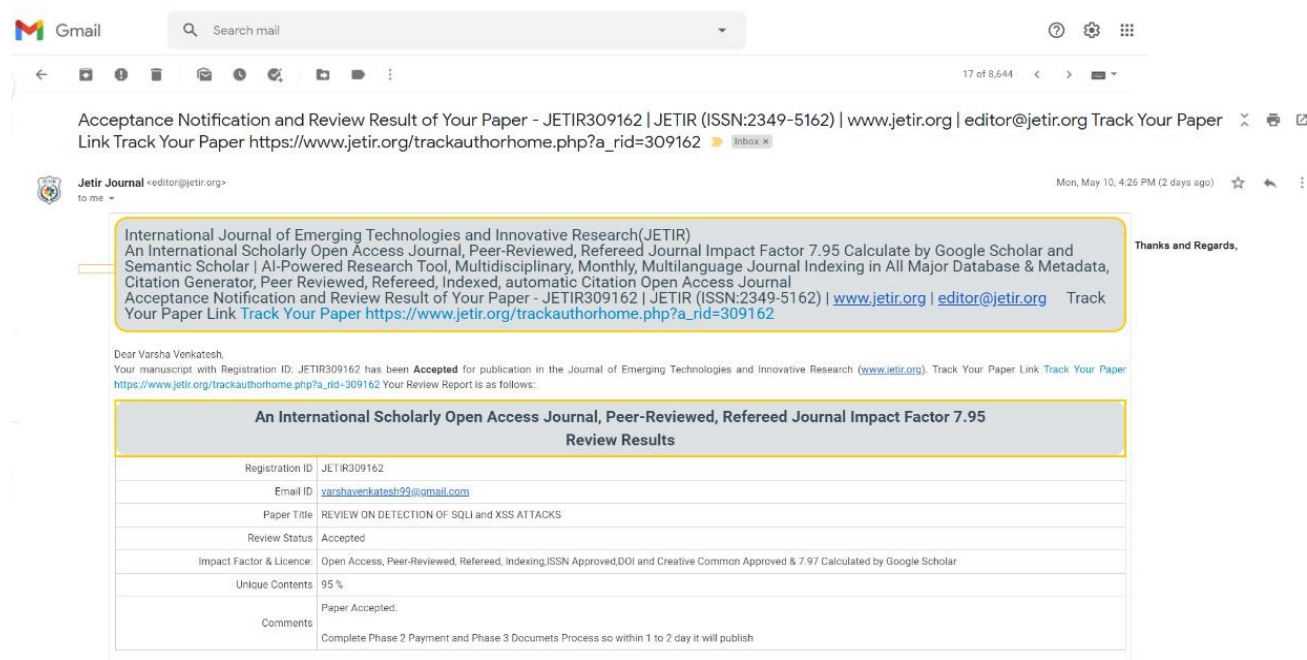 Gmail
Search mail
17 of 8,644
Acceptance Notification and Review Result of Your Paper - JETIR309162 | JETIR (ISSN:2349-5162) | www.jetir.org | editor@jetir.org Track Your Paper
Link Track Your Paper https://www.jetir.org/trackauthorhome.php?a_rid=309162 Inbox ×
Jetir Journal <editor@jetir.org>
Mon, May 10, 4:26 PM (2 days ago)
to me
International Journal of Emerging Technologies and Innovative Research(JETIR)
An International Scholarly Open Access Journal, Peer-Reviewed, Refereed Journal Impact Factor 7.95 Calculate by Google Scholar and
Semantic Scholar | AI-Powered Research Tool, Multidisciplinary, Monthly, Multilanguage Journal Indexing in All Major Database & Metadata,
Citation Generator, Peer Reviewed, Refereed, Indexed, automatic Citation Open Access Journal
Acceptance Notification and Review Result of Your Paper - JETIR309162 | JETIR (ISSN:2349-5162) | www.jetir.org | editor@jetir.org Track
Your Paper Link Track Your Paper https://www.jetir.org/trackauthorhome.php?a_rid=309162
Thanks and Regards,
Dear Varsha Venkatesh,
Your manuscript with Registration ID: JETIR309162 has been Accepted for publication in the Journal of Emerging Technologies and Innovative Research (www.jetir.org). Track Your Paper Link Track Your Paper
https://www.jetir.org/trackauthorhome.php?a_rid=309162 Your Review Report is as follows:
An International Scholarly Open Access Journal, Peer-Reviewed, Refereed Journal Impact Factor 7.95
Review Results
Registration ID JETIR309162
Email ID varshavenkatesh99@gmail.com
Paper Title REVIEW ON DETECTION OF SQLi and XSS ATTACKS
Review Status Accepted
Impact Factor & Licence: Open Access, Peer-Reviewed, Refereed, Indexing,ISSN Approved,DOI and Creative Common Approved & 7.97 Calculated by Google Scholar
Unique Contents 95 %
Comments Paper Accepted.
Complete Phase 2 Payment and Phase 3 Documets Process so within 1 to 2 day it will publish